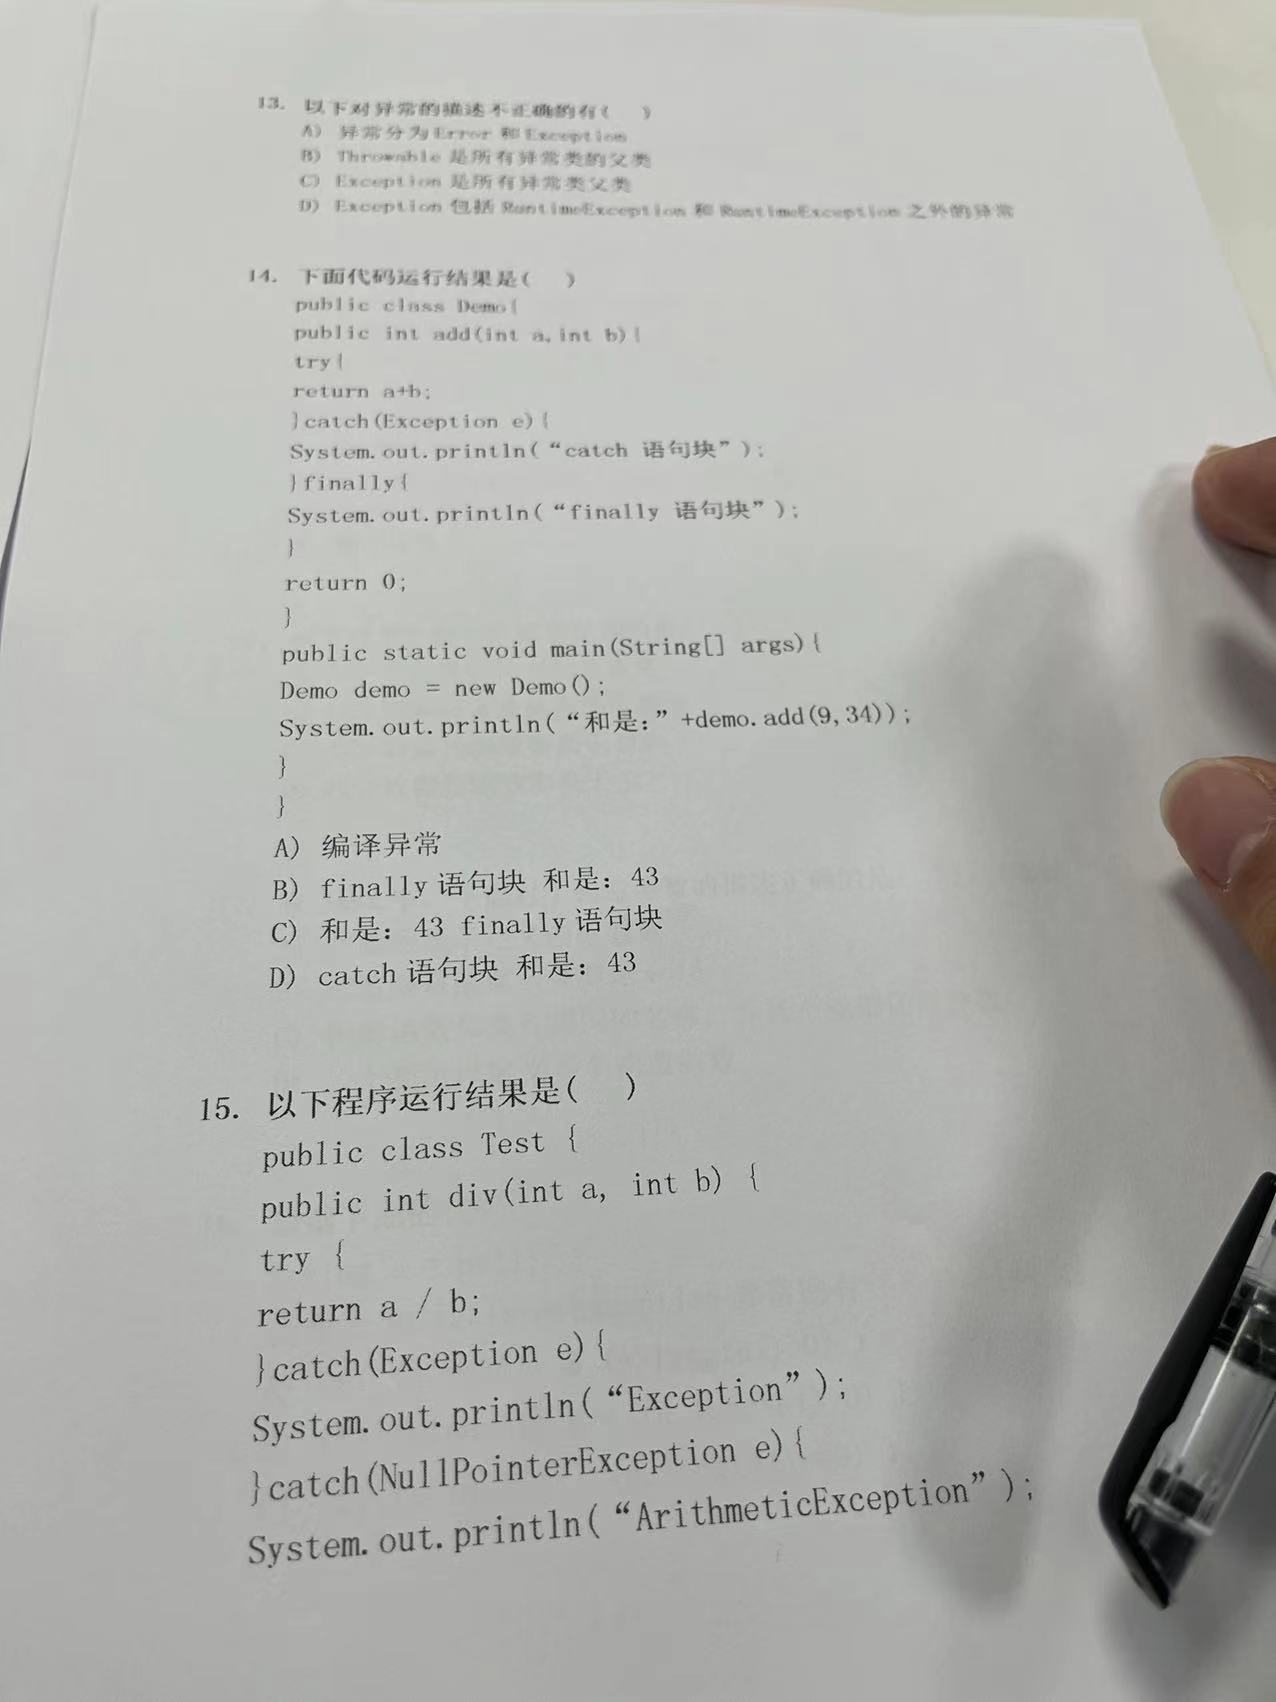 13. 以下对异常的描述不正确的有(  )
A) 异常分为 Error 和 Exception
B) Throwable 是所有异常类的父类
C) Exception 是所有异常类父类
D) Exception 包括 RuntimeException 和 RuntimeException 之外的异常
14. 下面代码运行结果是(  )
public class Demo{
public int add(int a,int b){
try{
return a+b;
}catch(Exception e){
System.out.println(“catch 语句块”);
}finally{
System.out.println(“finally 语句块”);
}
return 0;
}
public static void main(String[] args){
Demo demo = new Demo();
System.out.println(“和是：”+demo.add(9,34));
}
}
A) 编译异常
B) finally 语句块 和是：43
C) 和是：43 finally 语句块
D) catch 语句块 和是：43
15. 以下程序运行结果是(  )
public class Test {
public int div(int a, int b) {
try {
return a / b;
}catch(Exception e){
System.out.println(“Exception”);
}catch(NullPointerException e){
System.out.println(“ArithmeticException”);